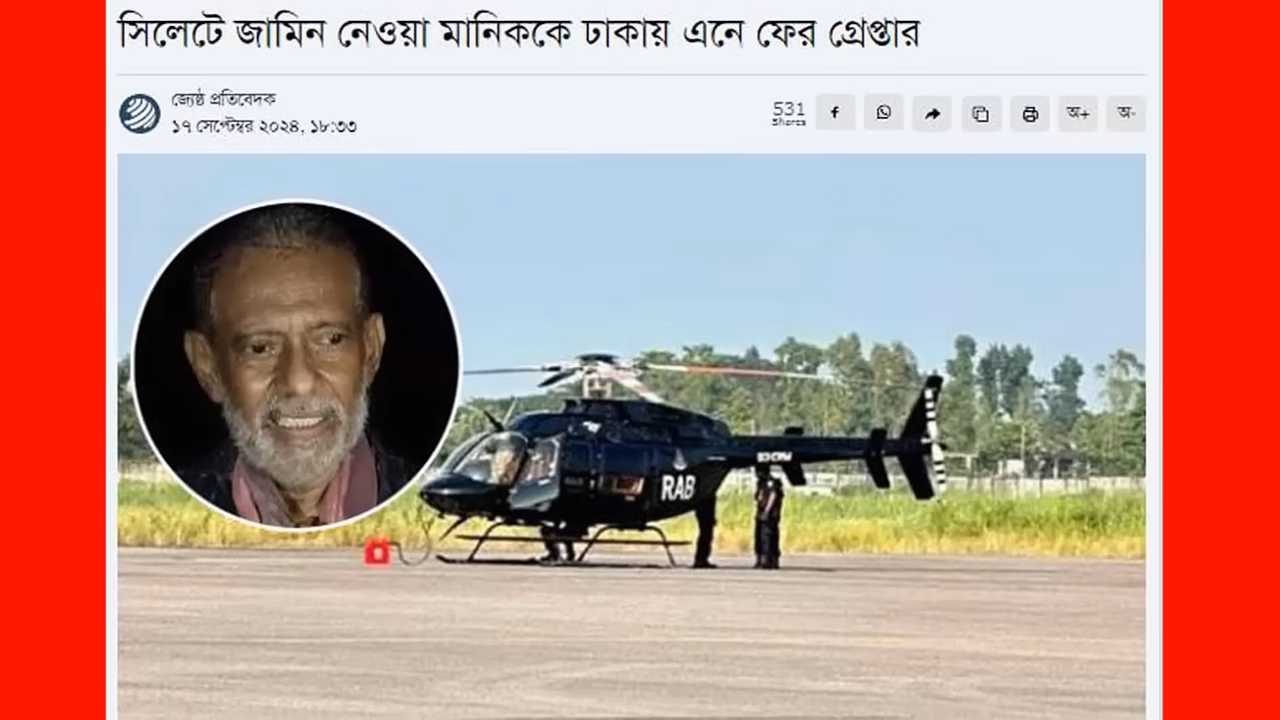 সিলেটে জামিন নেওয়া মানিককে ঢাকায় এনে ফের গ্রেপ্তার
জ্যেষ্ঠ প্রতিবেদক
১৭ সেপ্টেম্বর ২০২৪, ১৮:৩৩
531
Shares
অ+
অ-
RAB